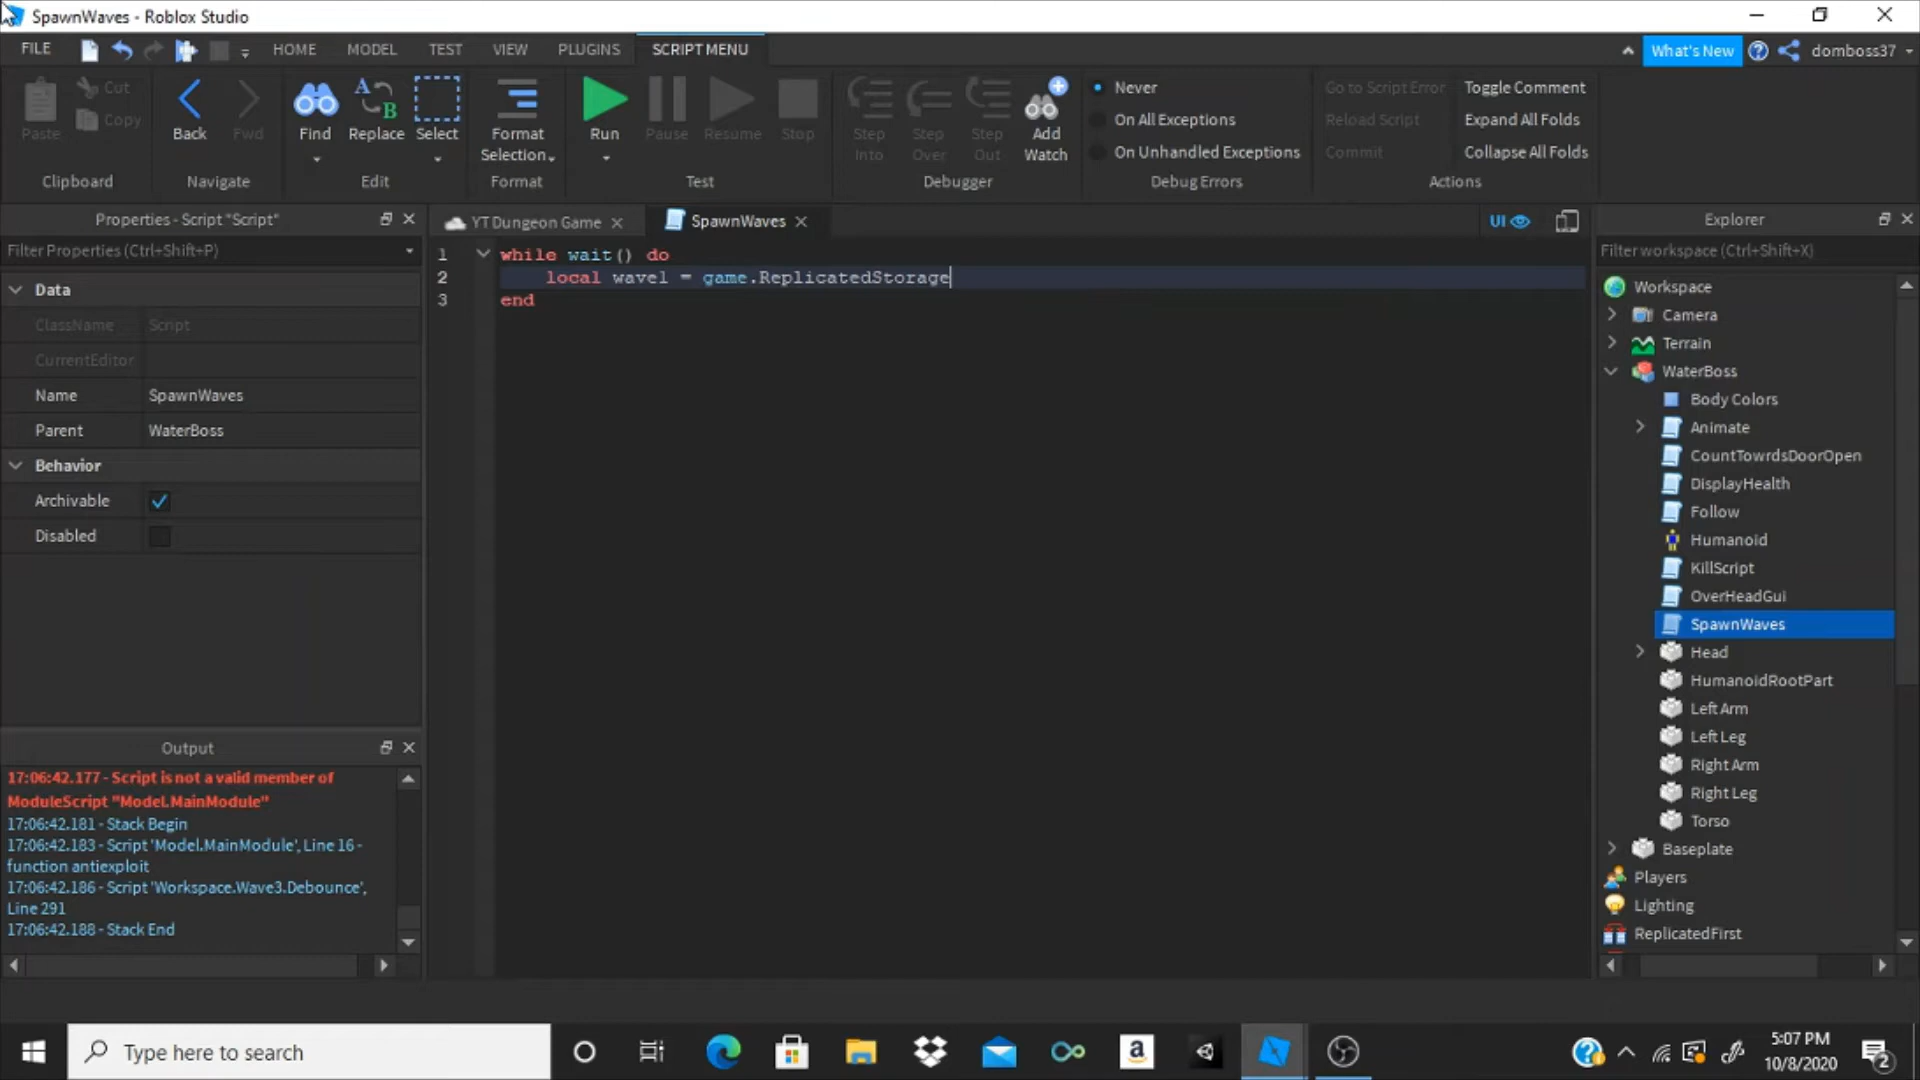 SpawnWaves - Roblox Studio
FILE
HOME
MODEL
TEST
VIEW
PLUGINS
SCRIPT MENU
What's New
domboss37
Paste
Cut
Copy
Clipboard
Back
Fwd
Navigate
Find
Replace
Select
Edit
Format
Selection
Format
Run
Pause
Resume
Stop
Test
Step
Into
Step
Over
Step
Out
Add
Watch
Debugger
Never
On All Exceptions
On Unhandled Exceptions
Debug Errors
Go to Script Error
Reload Script
Commit
Toggle Comment
Expand All Folds
Collapse All Folds
Actions
Properties - Script "Script"
Filter Properties (Ctrl+Shift+P)
Data
ClassName Script
CurrentEditor
Name SpawnWaves
Parent WaterBoss
Behavior
Archivable
Disabled
Output
17:06:42.177 - Script is not a valid member of
ModuleScript "Model.MainModule"
17:06:42.181 - Stack Begin
17:06:42.183 - Script 'Model.MainModule', Line 16 -
function antiexploit
17:06:42.186 - Script 'Workspace.Wave3.Debounce',
Line 291
17:06:42.188 - Stack End
YT Dungeon Game
SpawnWaves
UI
1 while wait() do
2 local wave1 = game.ReplicatedStorage
3 end
Explorer
Filter workspace (Ctrl+Shift+X)
Workspace
Camera
Terrain
WaterBoss
Body Colors
Animate
CountTowrdsDoorOpen
DisplayHealth
Follow
Humanoid
KillScript
OverHeadGui
SpawnWaves
Head
HumanoidRootPart
Left Arm
Left Leg
Right Arm
Right Leg
Torso
Baseplate
Players
Lighting
ReplicatedFirst
Type here to search
a
5:07 PM
10/8/2020
2